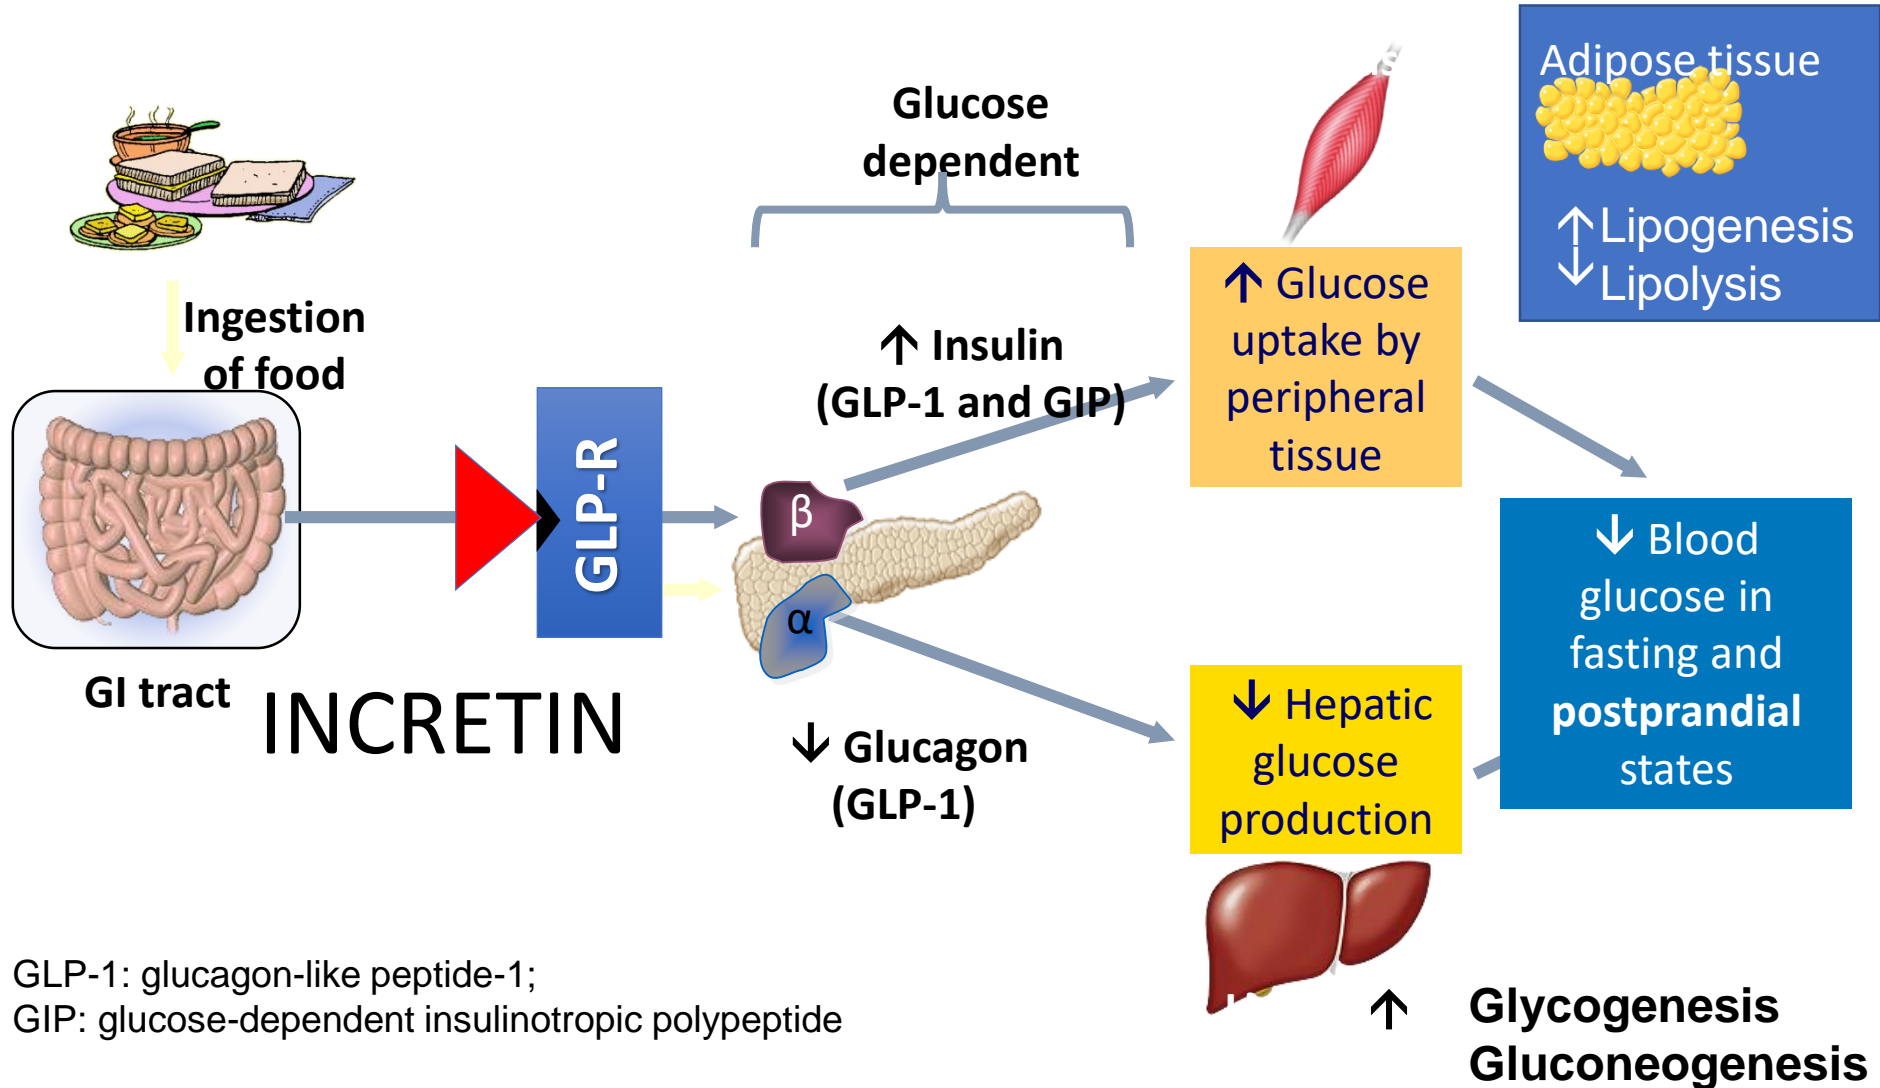 Ingestion
of food
GI tract
INCRETIN
GLP-R
Glucose
dependent
↑ Insulin
(GLP-1 and GIP)
β
α
↓ Glucagon
(GLP-1)
↑ Glucose
uptake by
peripheral
tissue
↓ Hepatic
glucose
production
Adipose tissue
↑Lipogenesis
↓Lipolysis
↓ Blood
glucose in
fasting and
postprandial
states
↑ Glycogenesis
Gluconeogenesis
GLP-1: glucagon-like peptide-1;
GIP: glucose-dependent insulinotropic polypeptide